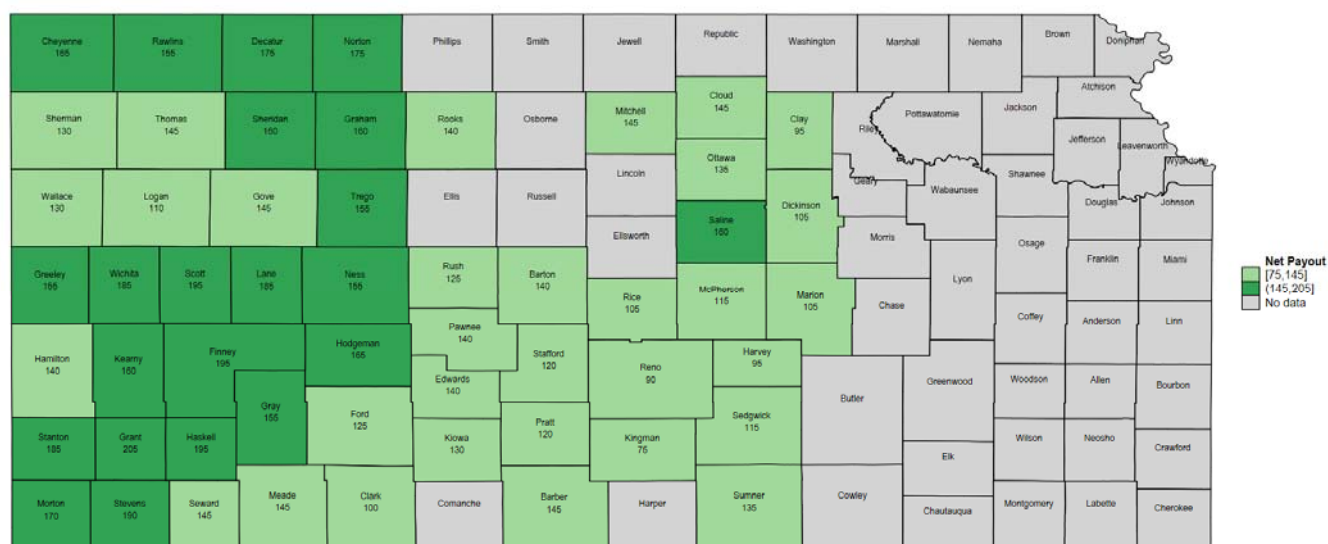 Cheyenne
165
Rawlins
155
Decatur
175
Norton
175
Phillips
Smith
Jewell
Republic
Washington
Marshall
Nemaha
Brown
Doniphan
Sherman
130
Thomas
145
Sheridan
160
Graham
160
Rooks
140
Osborne
Mitchell
145
Cloud
145
Clay
95
Riley
Pottawatomie
Jackson
Atchison
Jefferson
Leavenworth
Wyandotte
Ottawa
135
Lincoln
Wallace
130
Logan
110
Gove
145
Trego
155
Ellis
Russell
Saline
160
Dickinson
105
Geary
Wabaunsee
Shawnee
Douglas
Johnson
Ellsworth
Morris
Osage
Greeley
Wichita
185
Scott
195
Lane
185
Ness
155
Rush
125
Barton
140
Rice
105
McPherson
115
Marion
105
Chase
Lyon
Franklin
Miami
Coffey
Anderson
Linn
Hamilton
140
Kearny
160
Finney
195
Hodgeman
165
Pawnee
140
Stafford
120
Edwards
140
Reno
90
Harvey
95
Butler
Greenwood
Woodson
Allen
Bourbon
Gray
155
Ford
125
Pratt
120
Kiowa
130
Kingman
75
Sedgwick
115
Stanton
185
Grant
205
Haskell
195
Elk
Wilson
Neosho
Crawford
Morton
170
Stevens
190
Seward
145
Meade
145
Clark
100
Comanche
Barber
145
Harper
Sumner
135
Cowley
Chautauqua
Montgomery
Labette
Cherokee
Net Payout
[75,145]
(145,205]
No data